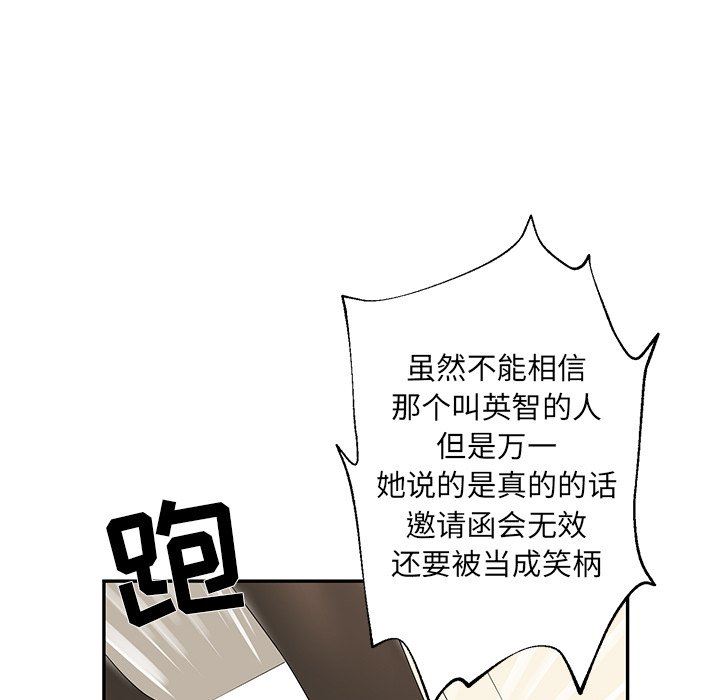 虽然不能相信
那个叫英智的人
但是万一
她说的是真的的话
邀请函会无效
还要被当成笑柄
跑